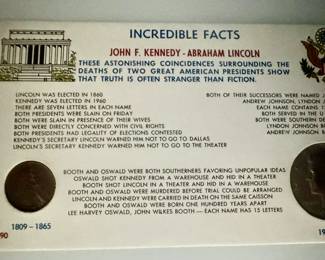 INCREDIBLE FACTS
JOHN F. KENNEDY - ABRAHAM LINCOLN
THESE ASTONISHING COINCIDENCES SURROUNDING THE
DEATHS OF TWO GREAT AMERICAN PRESIDENTS SHOW
THAT TRUTH IS OFTEN STRANGER THAN FICTION.
LINCOLN WAS ELECTED IN 1860
KENNEDY WAS ELECTED IN 1960
THERE ARE SEVEN LETTERS IN EACH NAME
BOTH PRESIDENTS WERE SLAIN ON FRIDAY
BOTH WERE SLAIN IN PRESENCE OF THEIR WIVES
BOTH WERE DIRECTLY CONCERNED WITH CIVIL RIGHTS
BOTH PRESIDENTS HAD LEGALITY OF ELECTIONS CONTESTED
KENNEDY'S SECRETARY LINCOLN WARNED HIM NOT TO GO TO DALLAS
LINCOLN'S SECRETARY KENNEDY WARNED HIM NOT TO GO TO THE THEATER
BOTH OF THEIR SUCCESSORS WERE NAMED
ANDREW JOHNSON, LYNDON
BOTH SERVED IN THE U
BOTH WERE SOUTHERN
LYNDON JOHNSON
ANDREW JOHNSON
BOOTH AND OSWALD WERE BOTH SOUTHERNERS FAVORING UNPOPULAR IDEAS
OSWALD SHOT KENNEDY FROM A WAREHOUSE AND HID IN A THEATER
BOOTH SHOT LINCOLN IN A THEATER AND HID IN A WAREHOUSE
BOOTH AND OSWALD WERE MURDERED BEFORE TRIAL COULD BE ARRANGED
LINCOLN AND KENNEDY WERE CARRIED IN DEATH ON THE SAME CAISSON
BOOTH AND OSWALD WERE BORN ONE HUNDRED YEARS APART
LEE HARVEY OSWALD, JOHN WILKES BOOTH - EACH NAME HAS 15 LETTERS
1809 - 1865
90
19